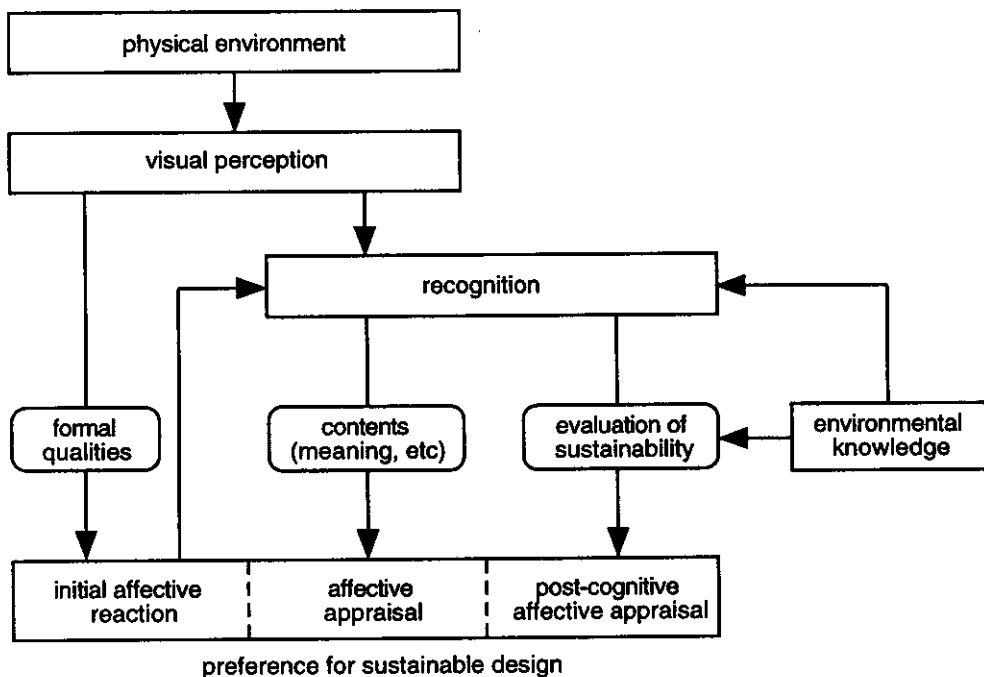 physical environment
visual perception
recognition
formal
qualities
contents
(meaning, etc)
evaluation of
sustainability
environmental
knowledge
initial affective
reaction
affective
appraisal
post-cognitive
affective appraisal
preference for sustainable design